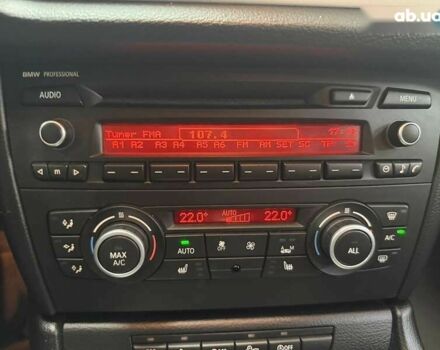 ab.ua
BMW PROFESSIONAL
AUDIO
MENU
Tuner FMA 107.4
A1 A2 A3 A4 A5 A6 FM AM SET SC TP
m
22.0° AUTO 22.0°
MAX A/C
AUTO
OFF
ALL
A/C